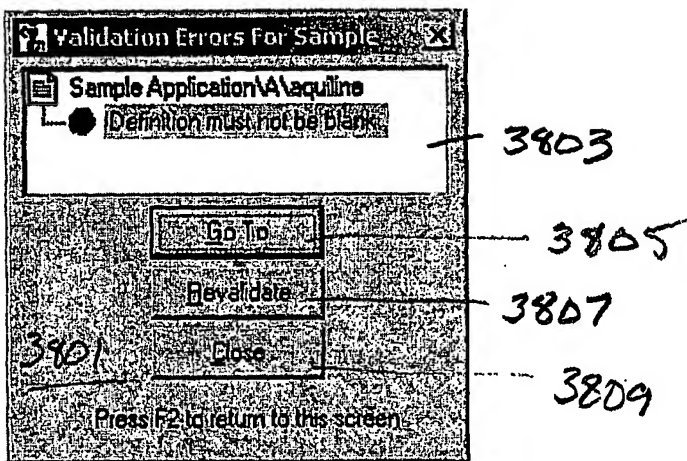 Validation Errors For Sample
Sample Application\A\aquiline
Definition must not be blank.
3803
Go To
3805
Revalidate
3807
3801
Close
3809
Press F2 to return to this screen